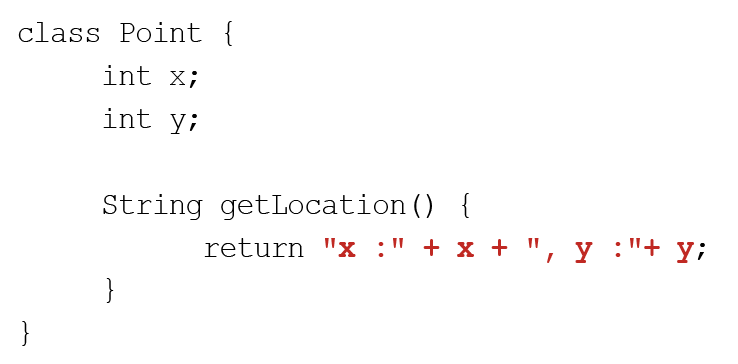 class Point {
int x;
int y;
String getLocation() {
return "x :" + x + ", y :"+ y;
}
}